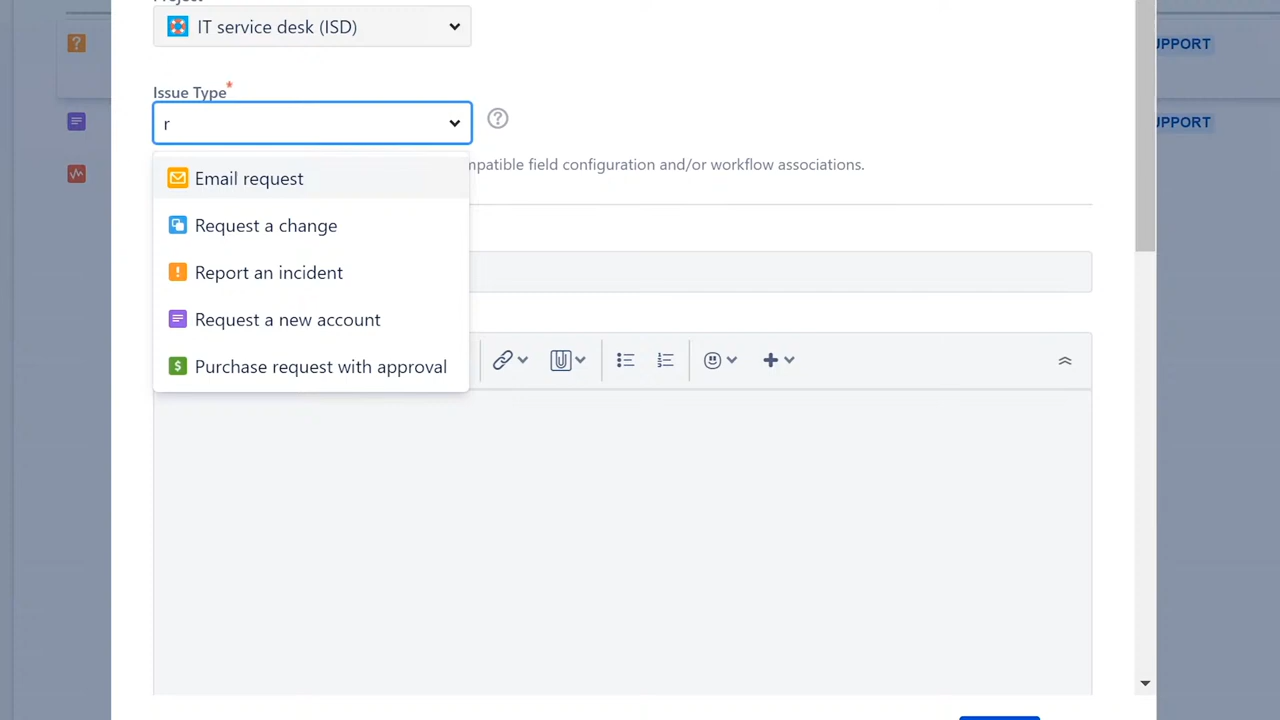 UPPORT
IT service desk (ISD)
Issue Type*
r
mpatible field configuration and/or workflow associations.
UPPORT
Email request
Request a change
Report an incident
Request a new account
Purchase request with approval